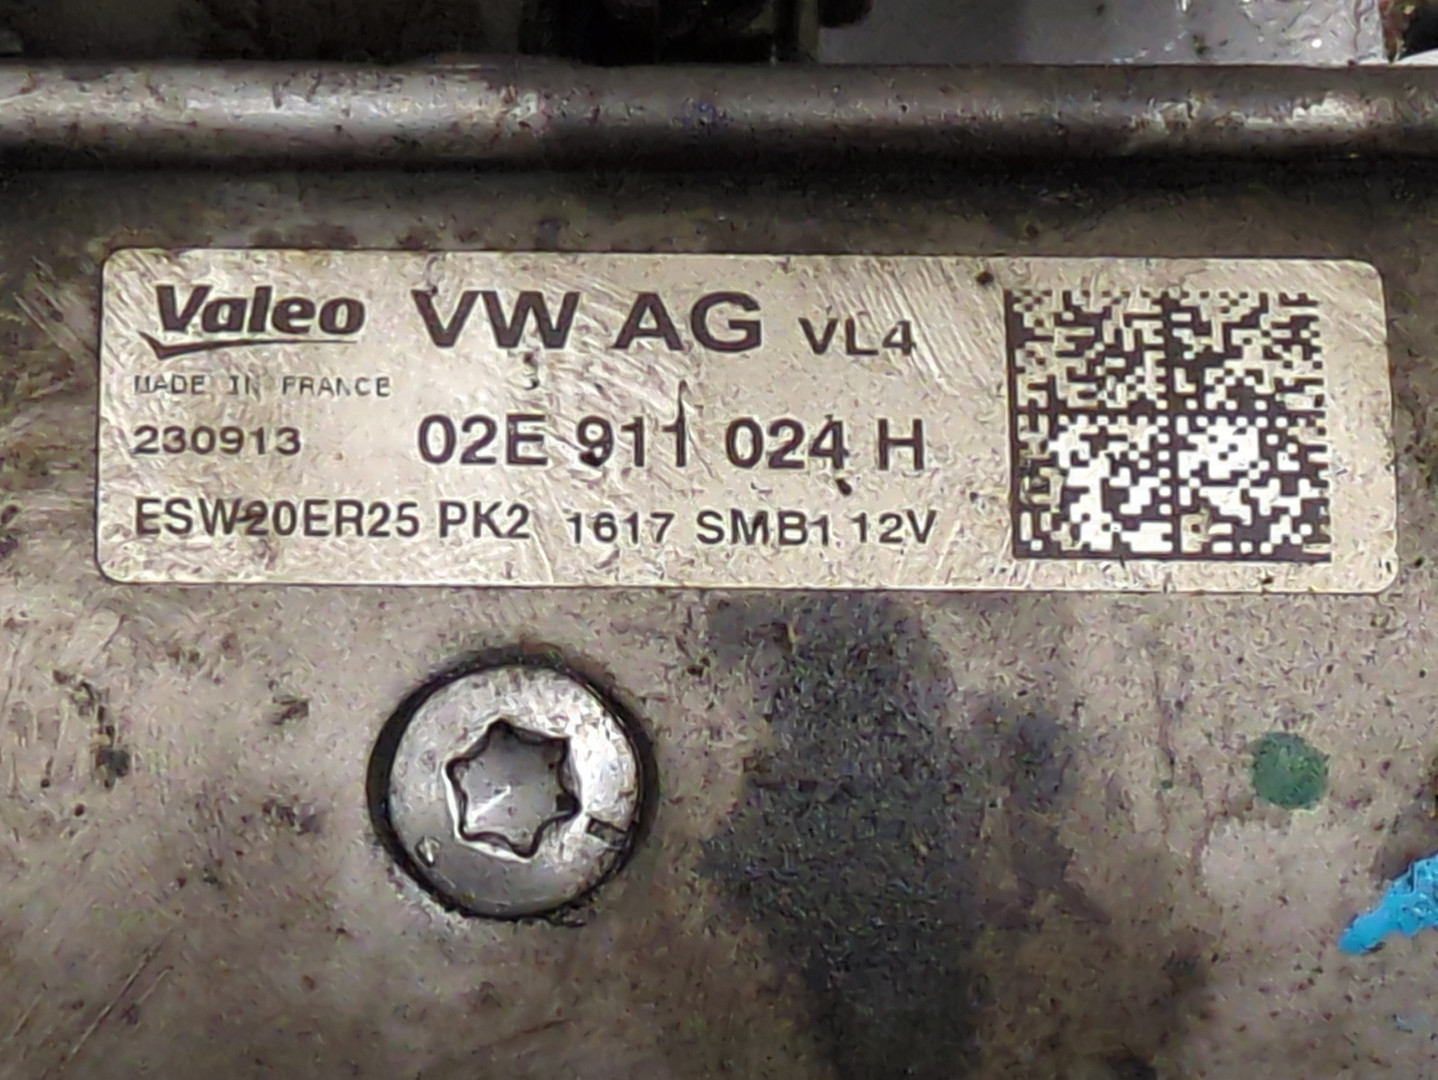 Valeo VW AG VL4
MADE IN FRANCE
230913 02E 911 024 H
ESW20ER25 PK2 1617 SMB1 12V